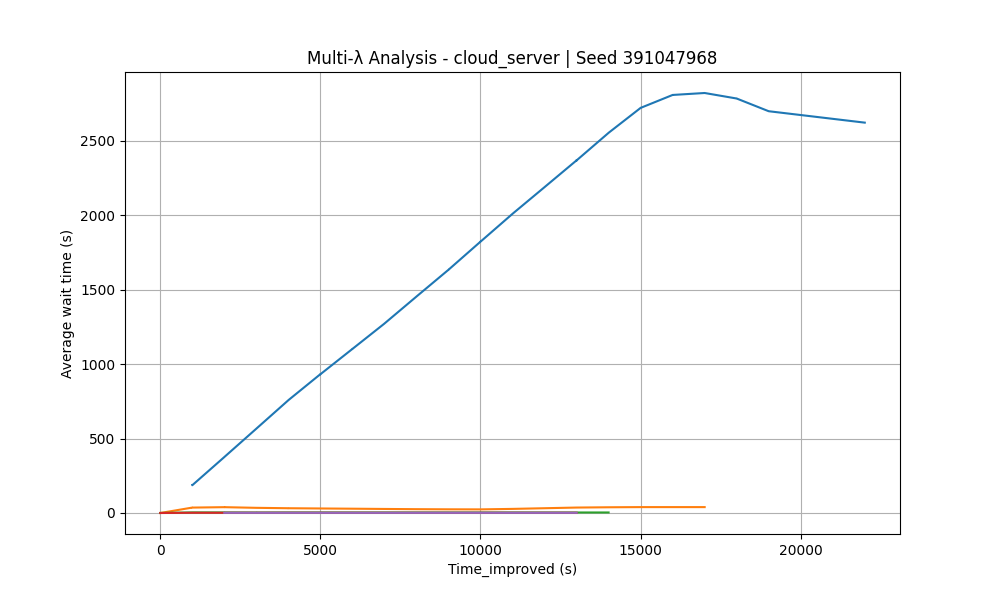 Multi-λ Analysis - cloud_server | Seed 391047968
Average wait time (s)
2500
2000
1500
1000
500
0
0 5000 10000 15000 20000
Time_improved (s)